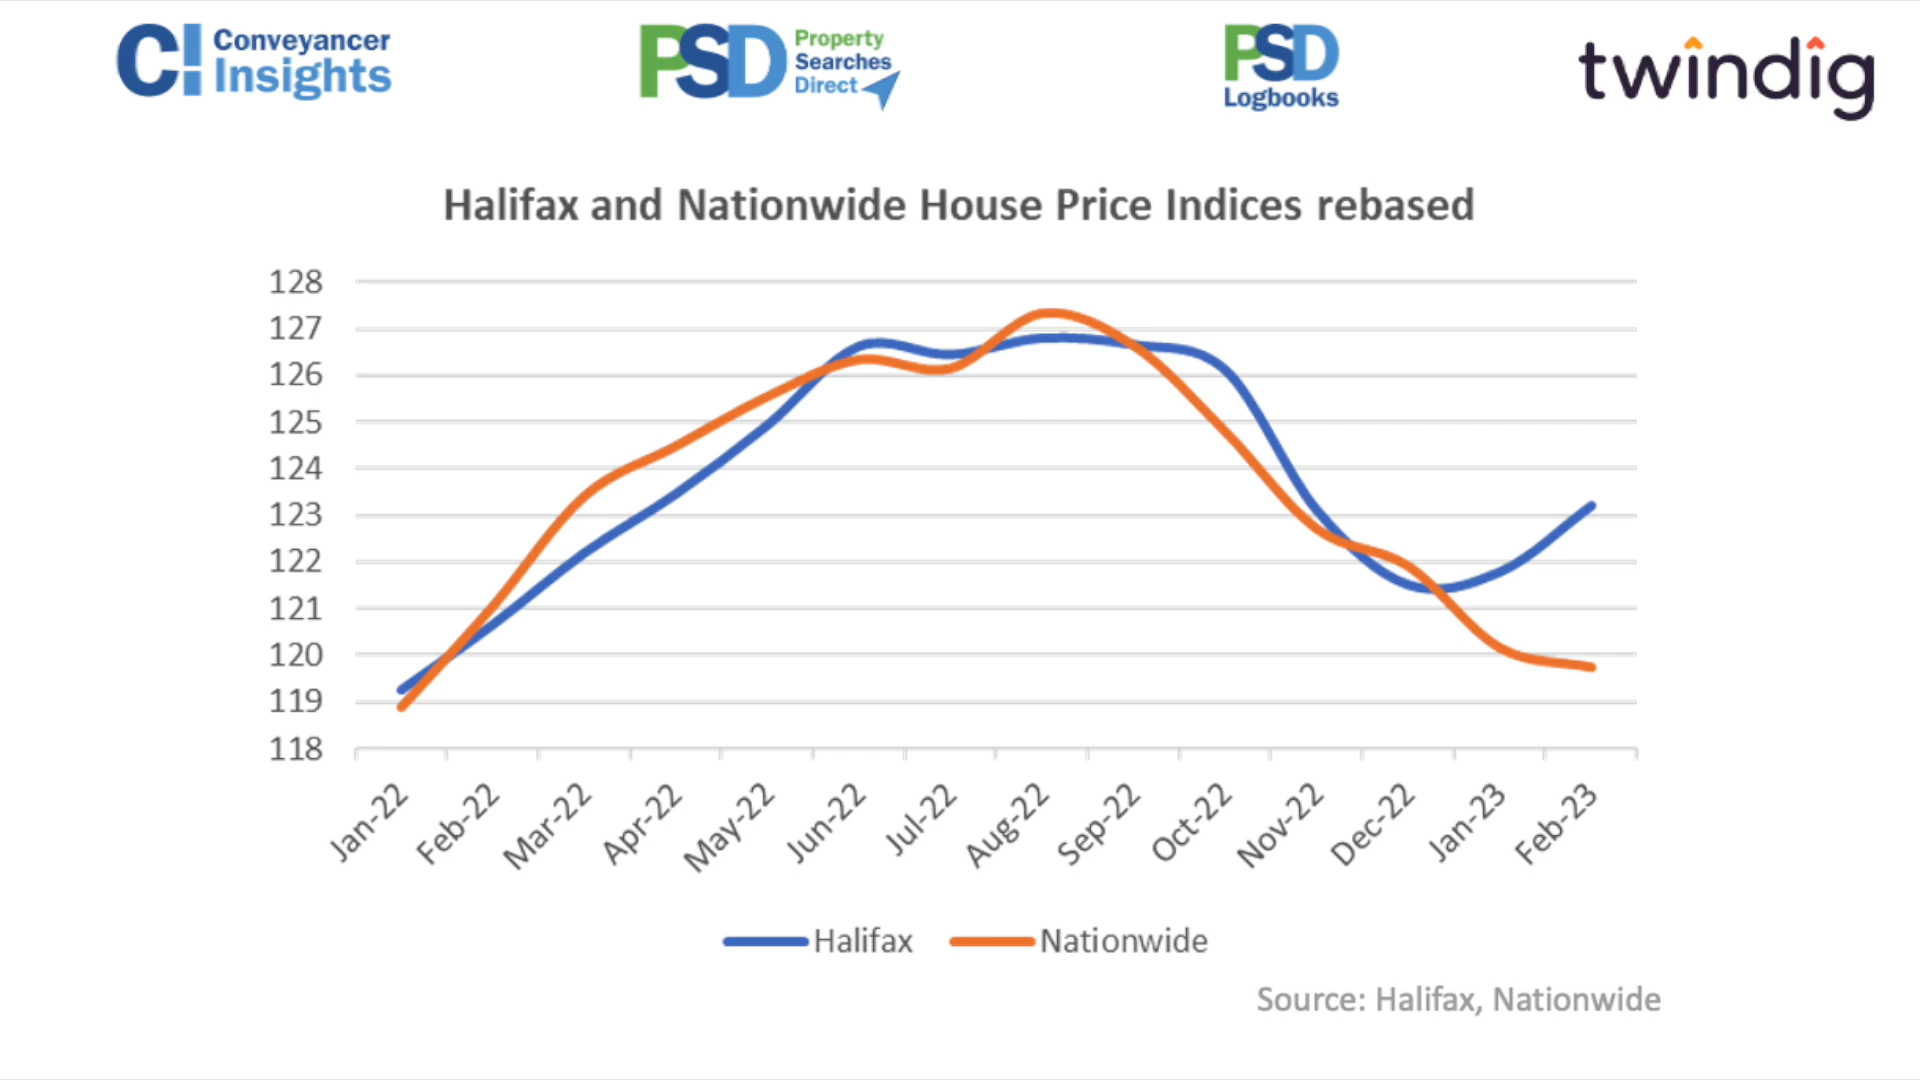 C! Conveyancer
Insights
PSD Property
Searches
Direct
PSD
Logbooks
twindig
Halifax and Nationwide House Price Indices rebased
128
127
126
125
124
123
122
121
120
119
118
Jan-22
Feb-22
Mar-22
Apr-22
May-22
Jun-22
Jul-22
Aug-22
Sep-22
Oct-22
Nov-22
Dec-22
Jan-23
Feb-23
Halifax
Nationwide
Source: Halifax, Nationwide